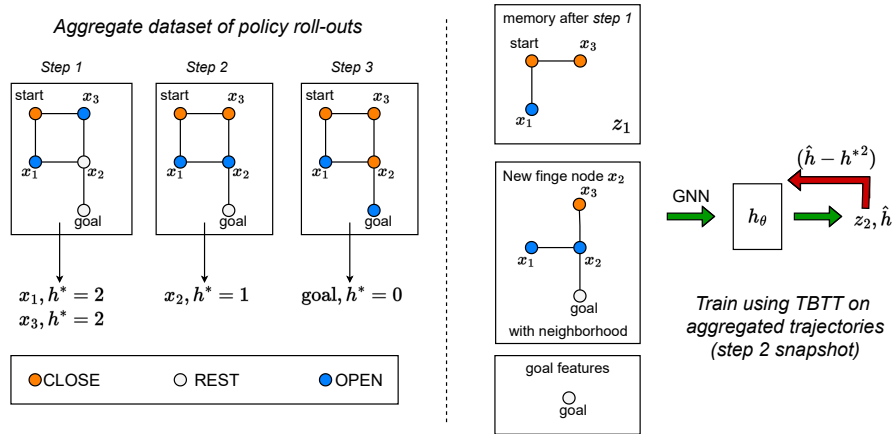 Aggregate dataset of policy roll-outs
Step 1
start
x₃
x₁
x₂
goal
x₁, h* = 2
x₃, h* = 2
Step 2
x₃
x₁
x₂
goal
x₂, h* = 1
Step 3
start
x₃
x₁
x₂
goal
goal, h* = 0
CLOSE
REST
OPEN
memory after step 1
start
x₃
x₁
z₁
New finge node x₂
x₃
x₁
x₂
goal
with neighborhood
goal features
goal
GNN
h_θ
(ĥ − h*²)
z₂, ĥ
Train using TBTT on
aggregated trajectories
(step 2 snapshot)